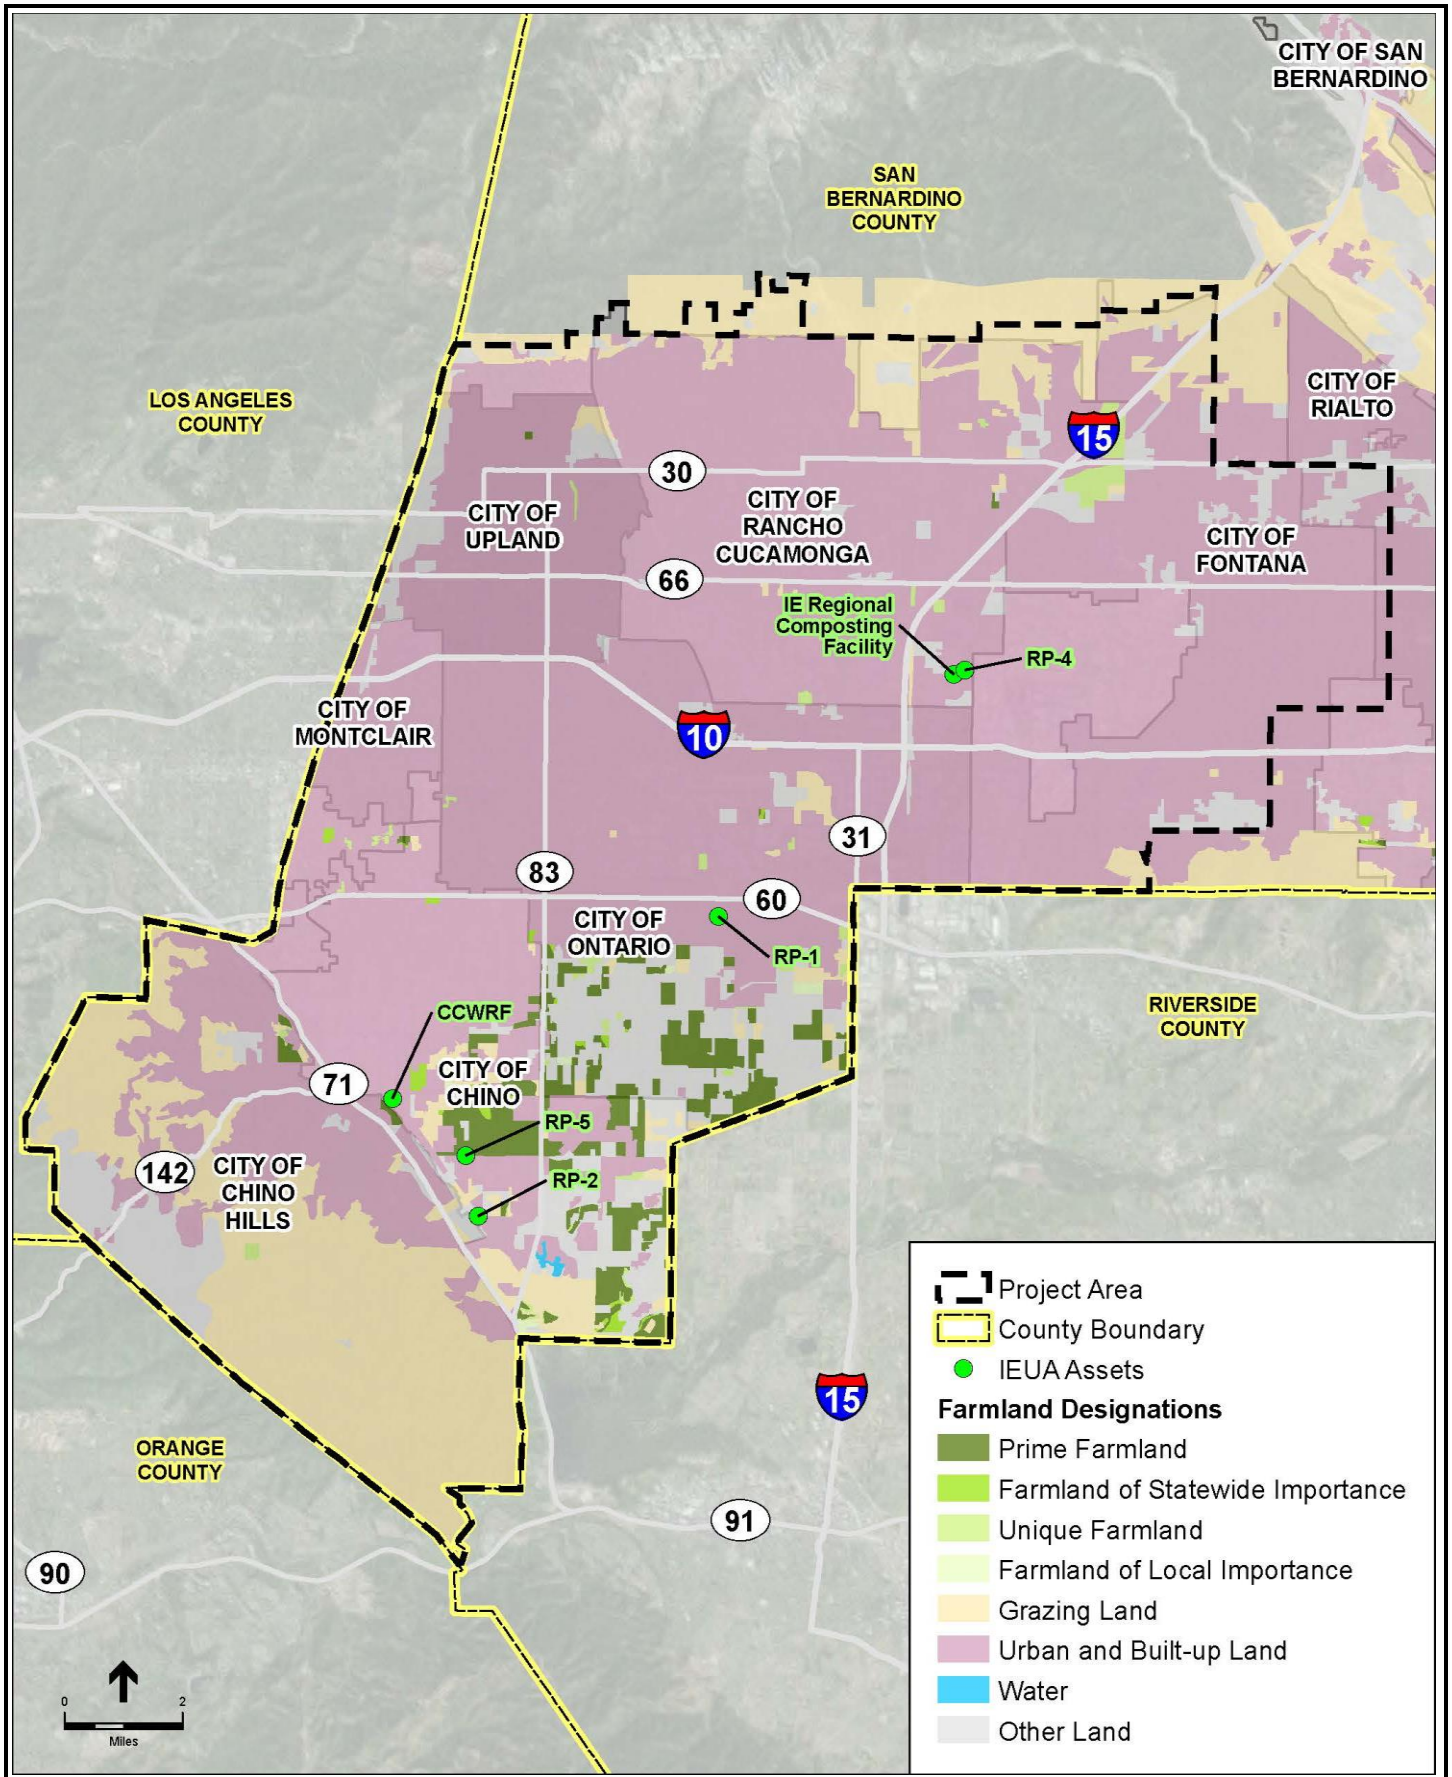 CITY OF SAN
BERNARDINO
SAN
BERNARDINO
COUNTY
LOS ANGELES
COUNTY
CITY OF
RIALTO
15
30
CITY OF
UPLAND
CITY OF
RANCHO
CUCAMONGA
CITY OF
FONTANA
66
IE Regional
Composting
Facility
RP-4
CITY OF
MONTCLAIR
10
31
83
60
CITY OF
ONTARIO
RP-1
CCWRF
RIVERSIDE
COUNTY
71
CITY OF
CHINO
RP-5
142
CITY OF
CHINO
HILLS
RP-2
15
ORANGE
COUNTY
91
90
0 2
Miles
Project Area
County Boundary
IEUA Assets
Farmland Designations
Prime Farmland
Farmland of Statewide Importance
Unique Farmland
Farmland of Local Importance
Grazing Land
Urban and Built-up Land
Water
Other Land